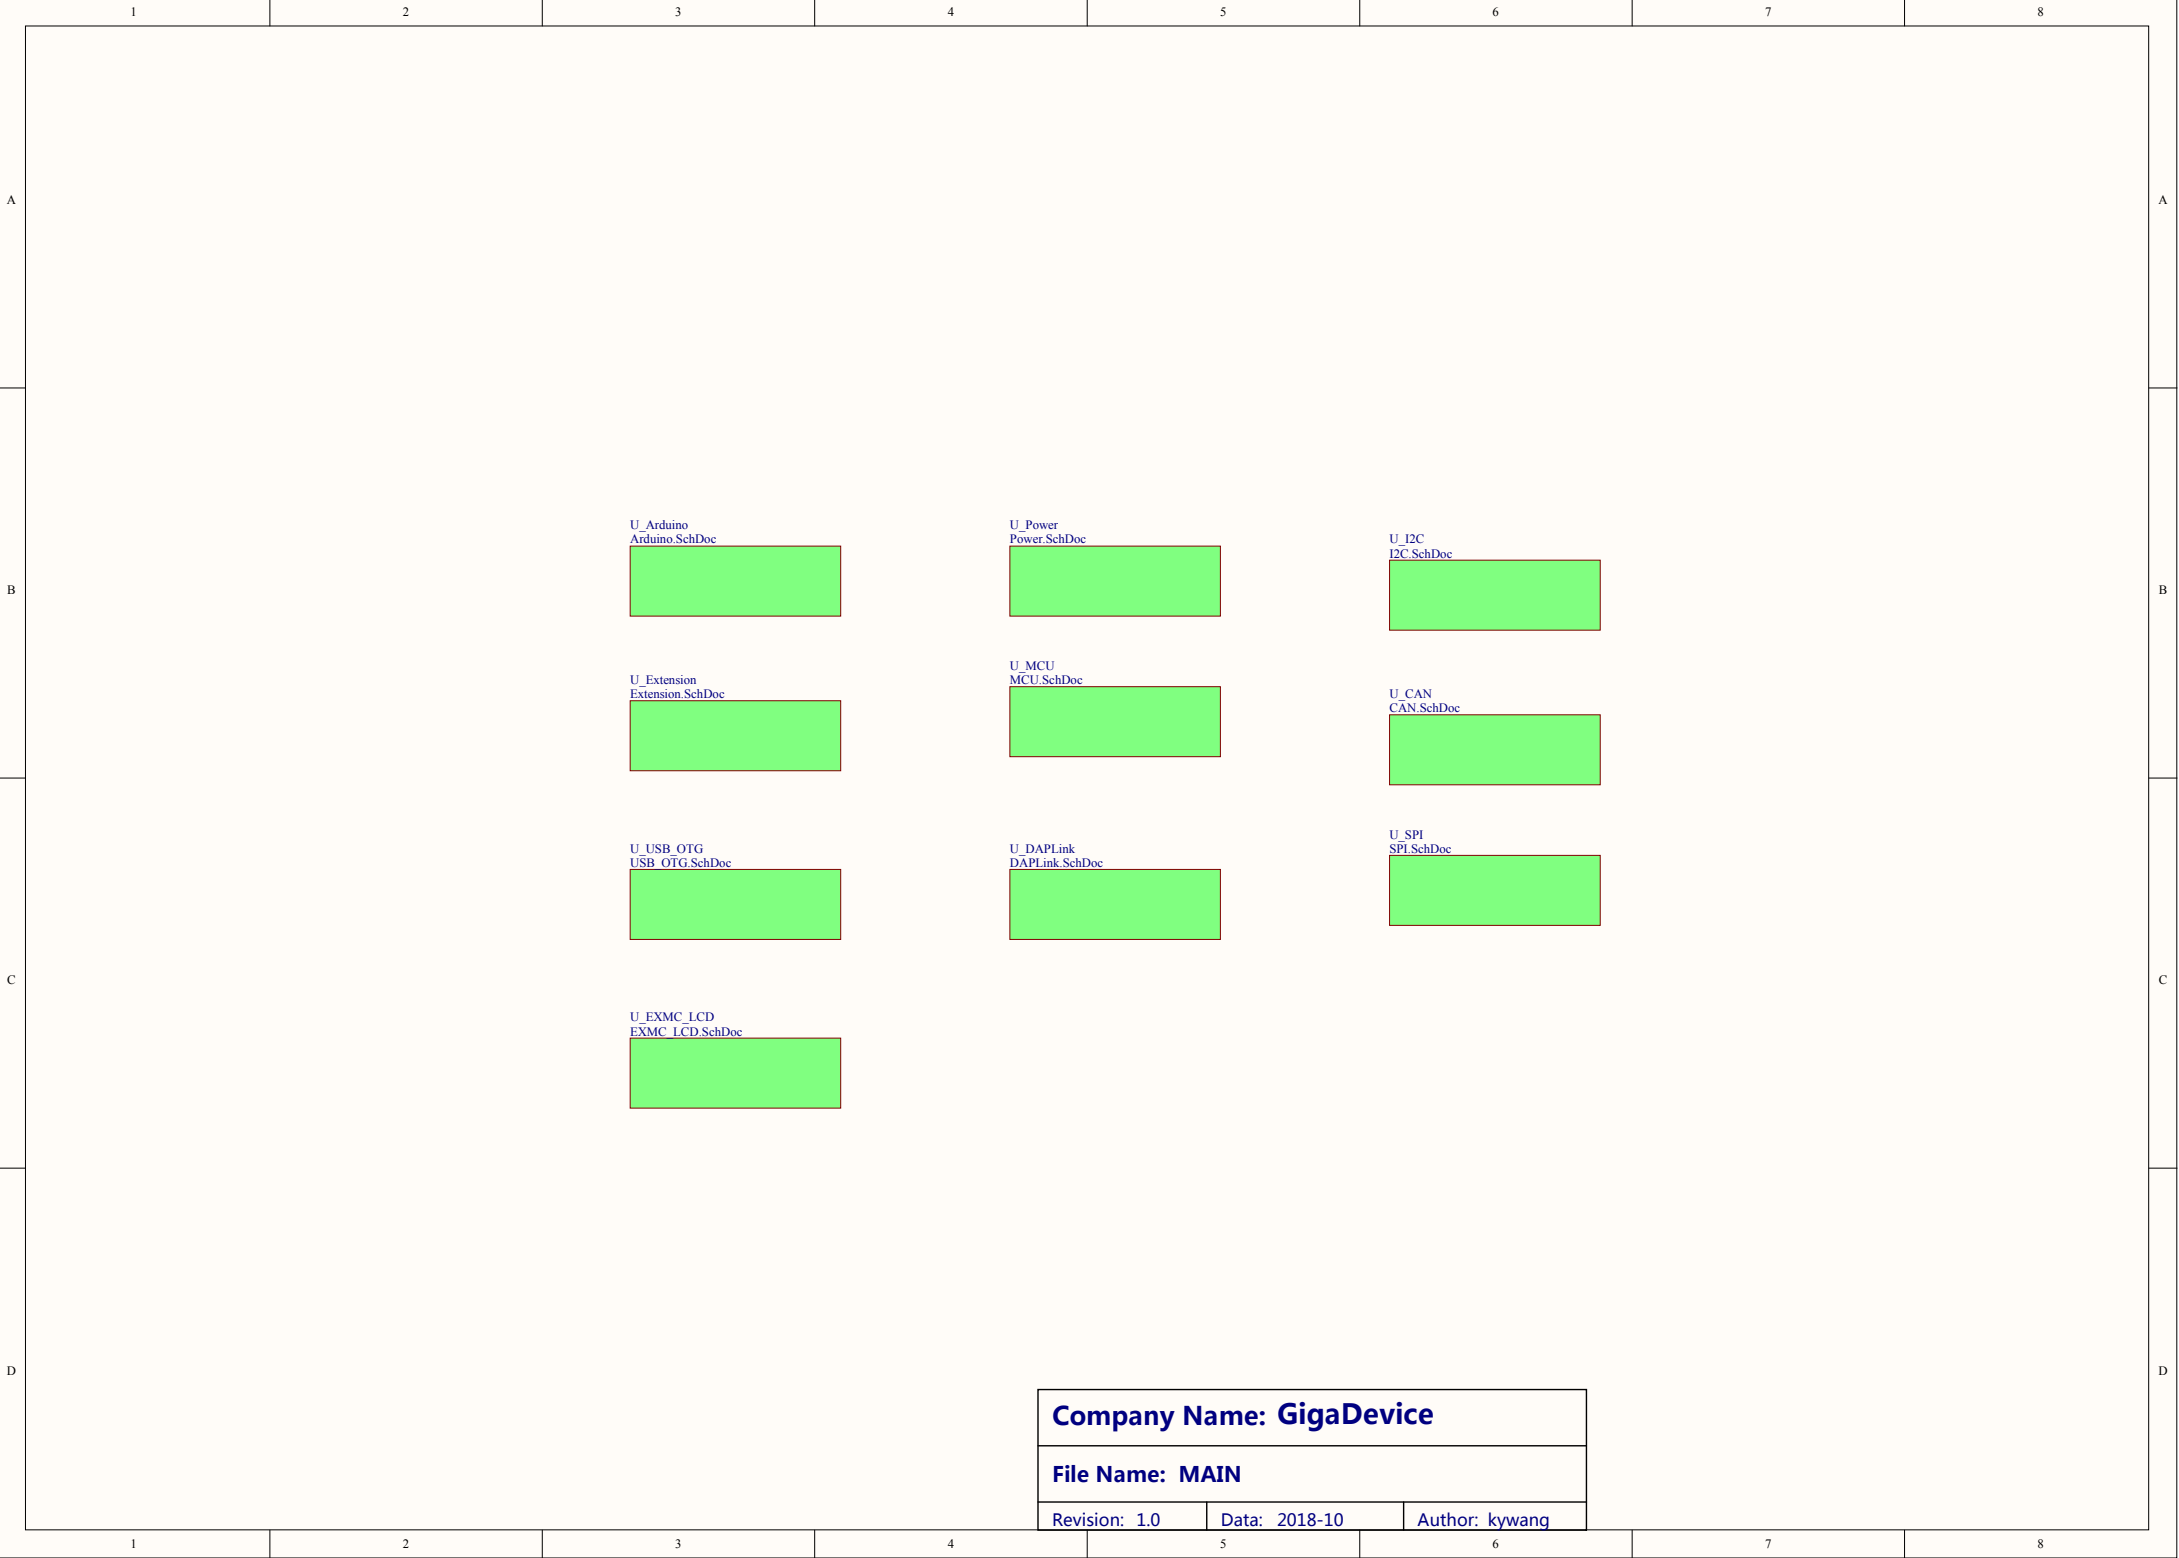 1 2 3 4 5 6 7 8
A A
U_Arduino
Arduino.SchDoc
U_Power
Power.SchDoc
U_I2C
I2C.SchDoc
B B
U_Extension
Extension.SchDoc
U_MCU
MCU.SchDoc
U_CAN
CAN.SchDoc
U_USB_OTG
USB_OTG.SchDoc
U_DAPLink
DAPLink.SchDoc
U_SPI
SPI.SchDoc
C C
U_EXMC_LCD
EXMC_LCD.SchDoc
D D
Company Name: GigaDevice
File Name: MAIN
Revision: 1.0 Data: 2018-10 Author: kywang
1 2 3 4 5 6 7 8